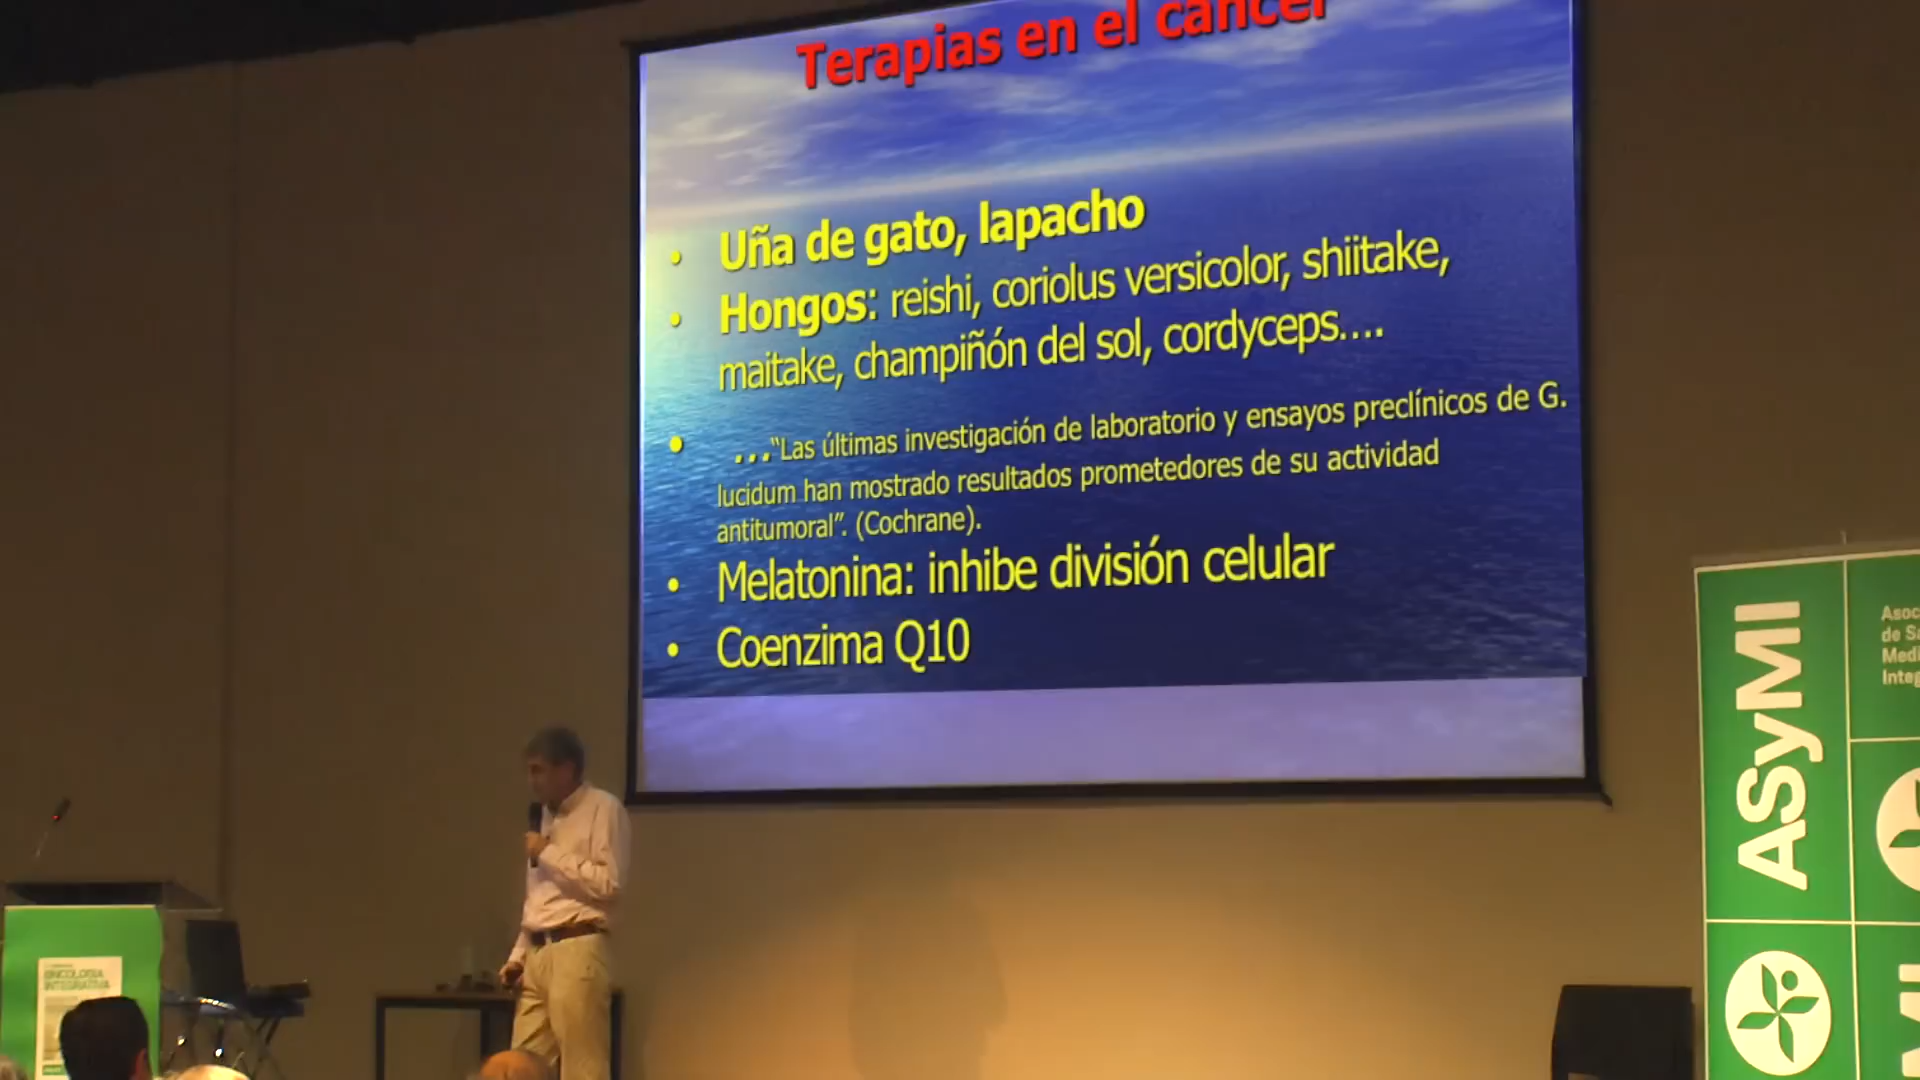 Terapias en el cáncer
• Uña de gato, lapacho
• Hongos: reishi, coriolus versicolor, shiitake,
maitake, champiñón del sol, cordyceps....
• ..."Las últimas investigación de laboratorio y ensayos preclínicos de G.
lucidum han mostrado resultados prometedores de su actividad
antitumoral". (Cochrane).
• Melatonina: inhibe división celular
• Coenzima Q10
ASyMI
ONCOLOGÍA
INTEGRATIVA